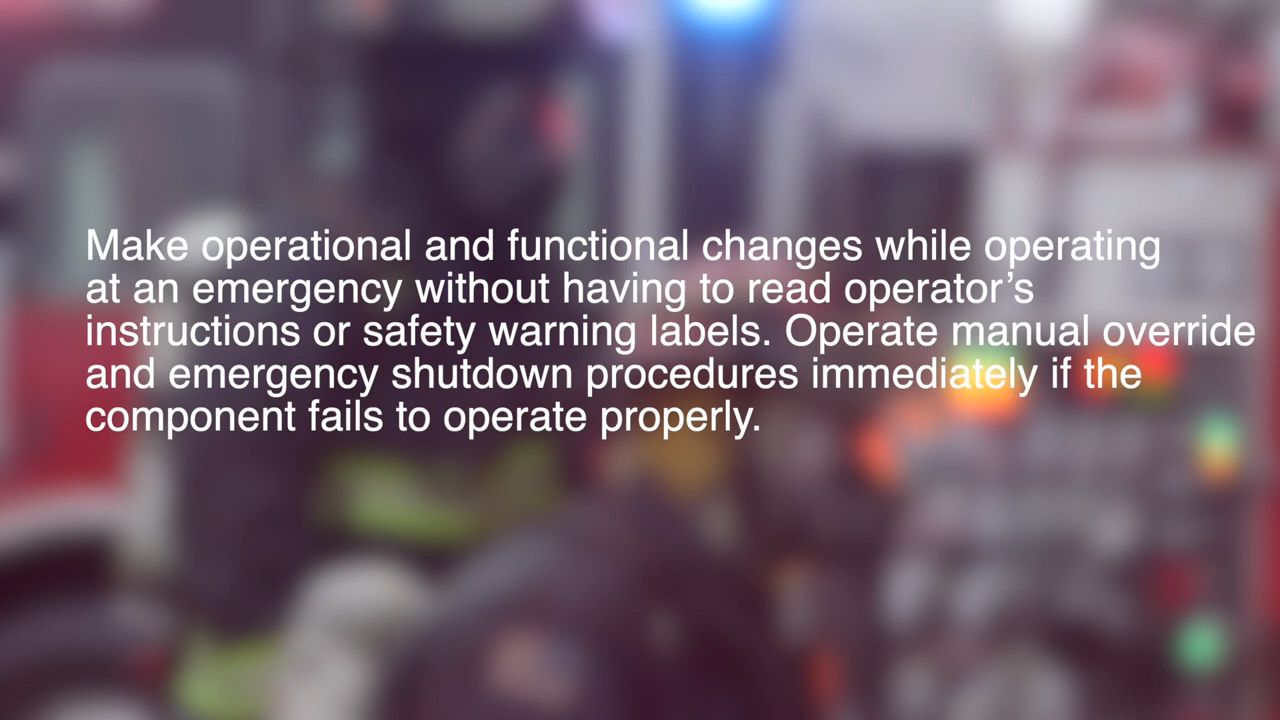 Make operational and functional changes while operating
at an emergency without having to read operator’s
instructions or safety warning labels. Operate manual override
and emergency shutdown procedures immediately if the
component fails to operate properly.